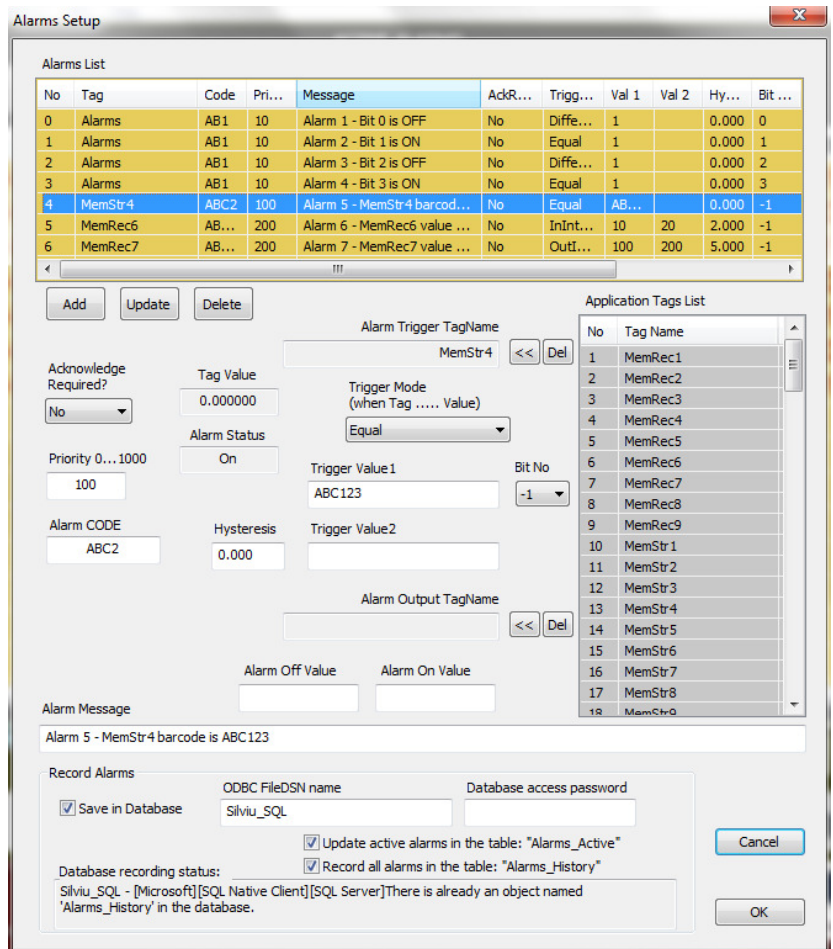 Alarms Setup
Alarms List
No Tag Code Pri... Message AckR... Trigg... Val 1 Val 2 Hy... Bit ...
0 Alarms AB1 10 Alarm 1 - Bit 0 is OFF No Diffe... 1 0.000 0
1 Alarms AB1 10 Alarm 2 - Bit 1 is ON No Equal 1 0.000 1
2 Alarms AB1 10 Alarm 3 - Bit 2 is OFF No Diffe... 1 0.000 2
3 Alarms AB1 10 Alarm 4 - Bit 3 is ON No Equal 1 0.000 3
4 MemStr4 ABC2 100 Alarm 5 - MemStr4 barcod... No Equal AB... 0.000 -1
5 MemRec6 AB... 200 Alarm 6 - MemRec6 value ... No InInt... 10 20 2.000 -1
6 MemRec7 AB... 200 Alarm 7 - MemRec7 value ... No OutI... 100 200 5.000 -1
Add Update Delete
Alarm Trigger TagName
MemStr4 << Del
Acknowledge
Required?
No
Tag Value
0.000000
Trigger Mode
(when Tag ..... Value)
Equal
Alarm Status
On
Priority 0...1000
100
Trigger Value1
ABC123
Bit No
-1
Alarm CODE
ABC2
Hysteresis
0.000
Trigger Value2
Alarm Output TagName
<< Del
Alarm Off Value Alarm On Value
Application Tags List
No Tag Name
1 MemRec1
2 MemRec2
3 MemRec3
4 MemRec4
5 MemRec5
6 MemRec6
7 MemRec7
8 MemRec8
9 MemRec9
10 MemStr1
11 MemStr2
12 MemStr3
13 MemStr4
14 MemStr5
15 MemStr6
16 MemStr7
17 MemStr8
18 MemStr9
Alarm Message
Alarm 5 - MemStr4 barcode is ABC123
Record Alarms
Save in Database
ODBC FileDSN name
Silviu_SQL
Database access password
Update active alarms in the table: "Alarms_Active"
Record all alarms in the table: "Alarms_History"
Database recording status:
Silviu_SQL - [Microsoft][SQL Native Client][SQL Server]There is already an object named
'Alarms_History' in the database.
Cancel
OK